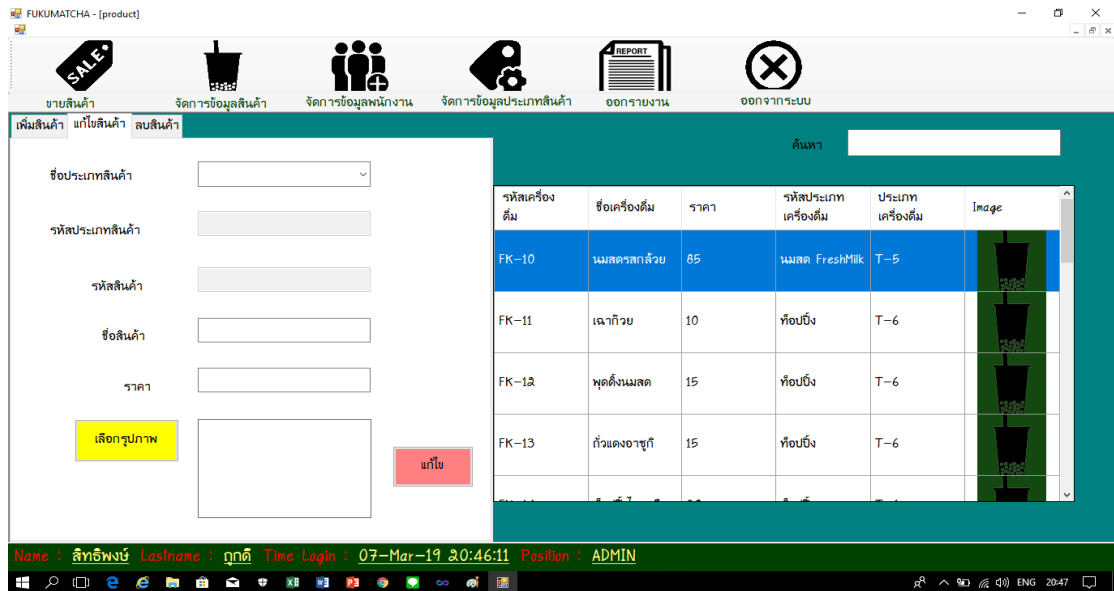 FUKUMATCHA - [product]
SALE
REPORT
ขายสินค้า จัดการข้อมูลสินค้า จัดการข้อมูลพนักงาน จัดการข้อมูลประเภทสินค้า ออกรายงาน ออกจากระบบ
เพิ่มสินค้า แก้ไขสินค้า ลบสินค้า
ค้นหา
ชื่อประเภทสินค้า
รหัสประเภทสินค้า
รหัสสินค้า
ชื่อสินค้า
ราคา
เลือกรูปภาพ
แก้ไข
รหัสเครื่องดื่ม ชื่อเครื่องดื่ม ราคา รหัสประเภทเครื่องดื่ม ประเภทเครื่องดื่ม Image
FK-10 นมสดรสกล้วย 85 นมสด FreshMilk T-5
FK-11 เฉาก๊วย 10 ท็อปปิ้ง T-6
FK-12 พุดดิ้งนมสด 15 ท็อปปิ้ง T-6
FK-13 ถั่วแดงอาซูกิ 15 ท็อปปิ้ง T-6
Name : สิทธิพงษ์ Lastname : ถูกดี Time Login : 07-Mar-19 20:46:11 Position : ADMIN
ENG 20:47